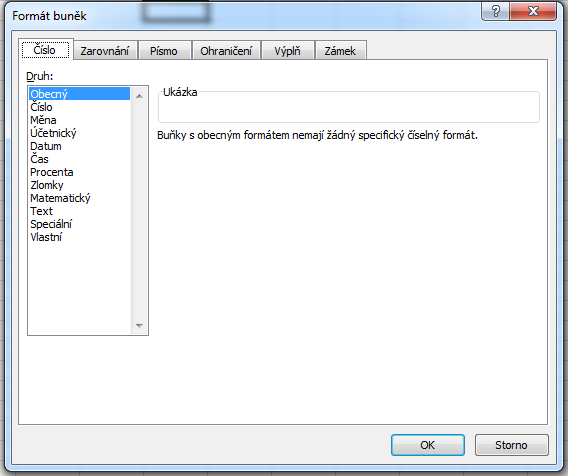 Formát buněk
?
Číslo Zarovnání Písmo Ohraničení Výplň Zámek
Druh:
Obecný
Číslo
Měna
Účetnický
Datum
Čas
Procenta
Zlomky
Matematický
Text
Speciální
Vlastní
Ukázka
Buňky s obecným formátem nemají žádný specifický číselný formát.
OK Storno